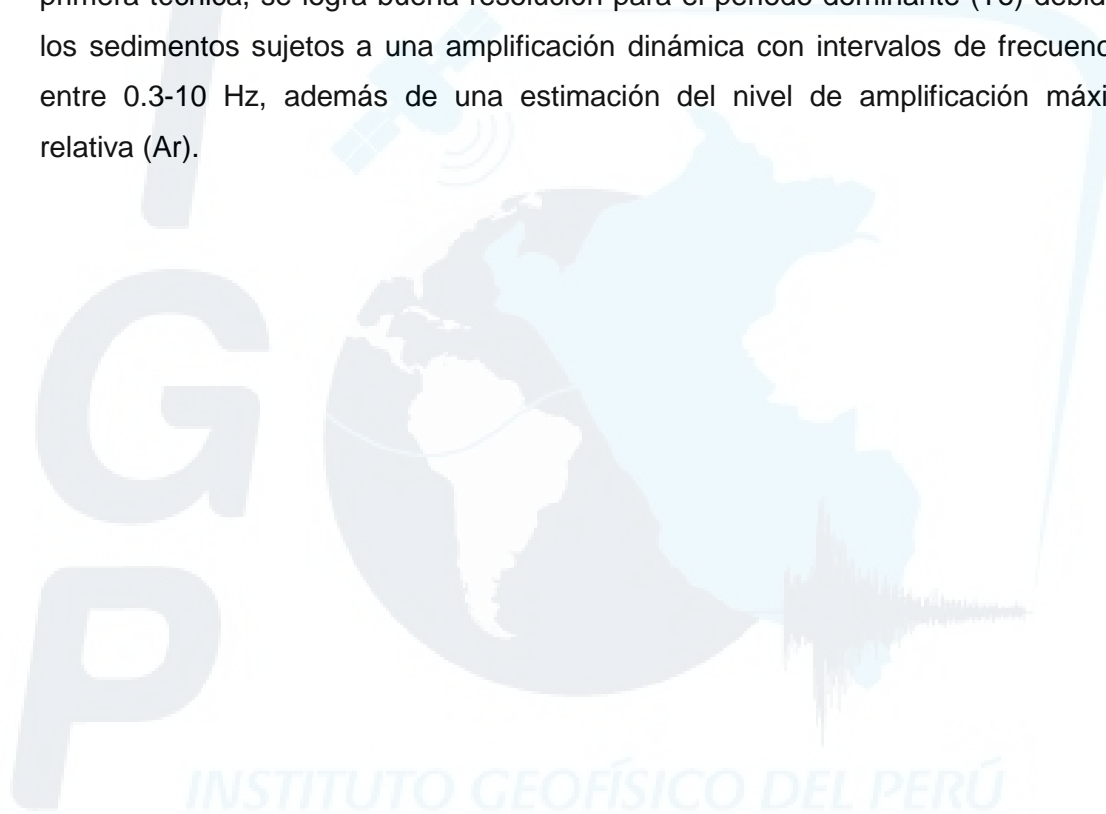 primera técnica, se logra buena resolución para el periodo dominante (To) debid
los sedimentos sujetos a una amplificación dinámica con intervalos de frecuenc
entre 0.3-10 Hz, además de una estimación del nivel de amplificación máxi
relativa (Ar).
I
G
P
INSTITUTO GEOFÍSICO DEL PERÚ